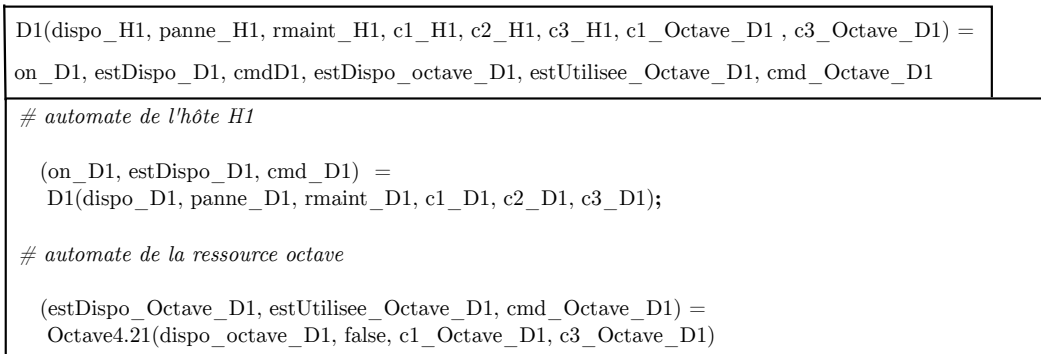 D1(dispo_H1, panne_H1, rmaint_H1, c1_H1, c2_H1, c3_H1, c1_Octave_D1 , c3_Octave_D1) =
on_D1, estDispo_D1, cmdD1, estDispo_octave_D1, estUtilisee_Octave_D1, cmd_Octave_D1
# automate de l'hôte H1
(on_D1, estDispo_D1, cmd_D1) =
D1(dispo_D1, panne_D1, rmaint_D1, c1_D1, c2_D1, c3_D1);
# automate de la ressource octave
(estDispo_Octave_D1, estUtilisee_Octave_D1, cmd_Octave_D1) =
Octave4.21(dispo_octave_D1, false, c1_Octave_D1, c3_Octave_D1)